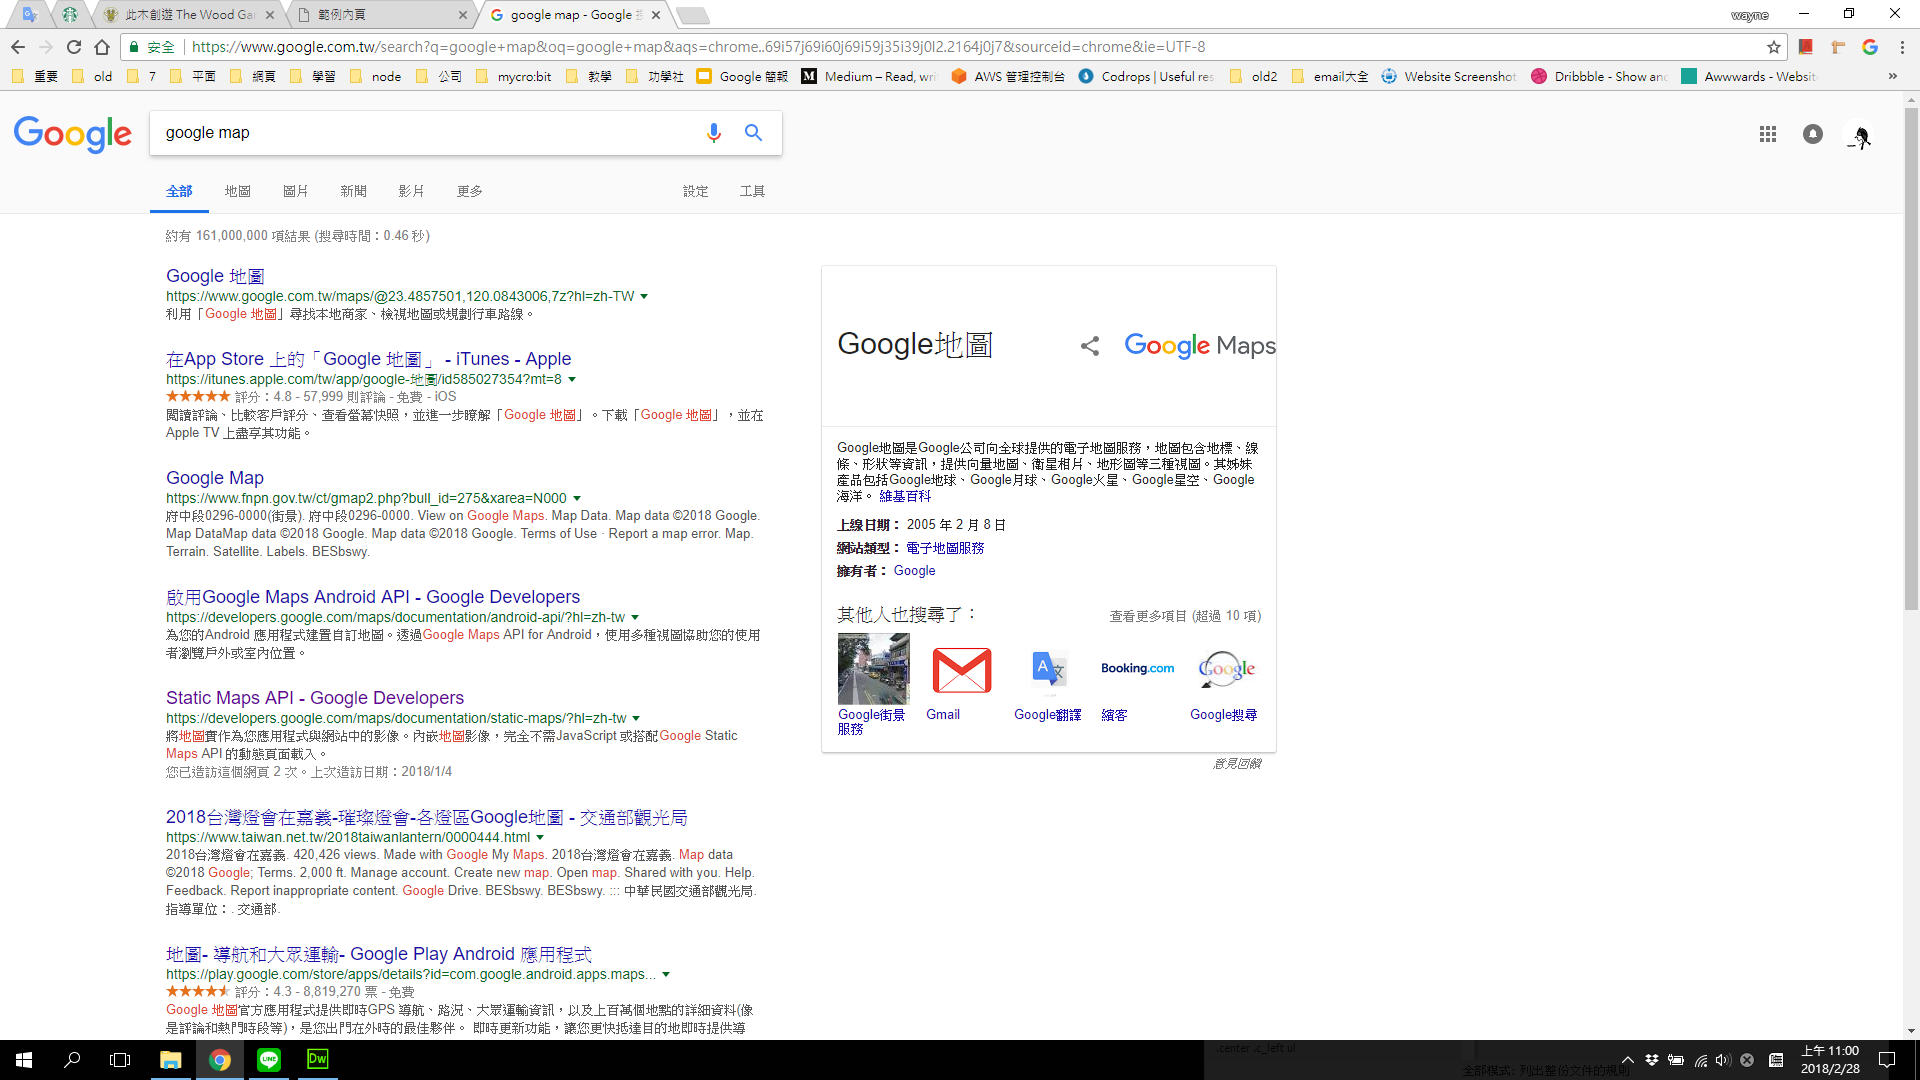 此木創遊 The Wood Gar
範例內頁
google map - Google
wayne
安全
https://www.google.com.tw/search?q=google+map&oq=google+map&aqs=chrome..69i57j69i60j69i59j35i39j0l2.2164j0j7&sourceid=chrome&ie=UTF-8
重要 old 7 平面 網頁 學習 node 公司 mycro:bit 教學 功學社 Google 簡報 Medium – Read, wri AWS 管理控制台 Codrops | Useful res old2 email大全 Website Screenshot Dribbble - Show and Awwwards - Website
Google
google map
全部 地圖 圖片 新聞 影片 更多 設定 工具
約有 161,000,000 項結果 (搜尋時間：0.46 秒)
Google 地圖
https://www.google.com.tw/maps/@23.4857501,120.0843006,7z?hl=zh-TW
利用「Google 地圖」尋找本地商家、檢視地圖或規劃行車路線。
在App Store 上的「Google 地圖」 - iTunes - Apple
https://itunes.apple.com/tw/app/google-地圖/id585027354?mt=8
評分：4.8 - 57,999 則評論 - 免費 - iOS
閱讀評論、比較客戶評分、查看螢幕快照，並進一步瞭解「Google 地圖」。下載「Google 地圖」，並在
Apple TV 上盡享其功能。
Google Map
https://www.fnpn.gov.tw/ct/gmap2.php?bull_id=275&xarea=N000
府中段0296-0000(街景). 府中段0296-0000. View on Google Maps. Map Data. Map data ©2018 Google.
Map DataMap data ©2018 Google. Map data ©2018 Google. Terms of Use · Report a map error. Map.
Terrain. Satellite. Labels. BESbswy.
啟用Google Maps Android API - Google Developers
https://developers.google.com/maps/documentation/android-api/?hl=zh-tw
為您的Android 應用程式建置自訂地圖。透過Google Maps API for Android，使用多種視圖協助您的使用
者瀏覽戶外或室內位置。
Static Maps API - Google Developers
https://developers.google.com/maps/documentation/static-maps/?hl=zh-tw
將地圖實作為您應用程式與網站中的影像。內嵌地圖影像，完全不需JavaScript 或搭配Google Static
Maps API 的動態頁面載入。
您已造訪這個網頁 2 次。上次造訪日期：2018/1/4
2018台灣燈會在嘉義-璀璨燈會-各燈區Google地圖 - 交通部觀光局
https://www.taiwan.net.tw/2018taiwanlantern/0000444.html
2018台灣燈會在嘉義. 420,426 views. Made with Google My Maps. 2018台灣燈會在嘉義. Map data
©2018 Google; Terms. 2,000 ft. Manage account. Create new map. Open map. Shared with you. Help.
Feedback. Report inappropriate content. Google Drive. BESbswy. BESbswy. ::: 中華民國交通部觀光局.
指導單位：. 交通部.
地圖- 導航和大眾運輸- Google Play Android 應用程式
https://play.google.com/store/apps/details?id=com.google.android.apps.maps...
評分：4.3 - 8,819,270 票 - 免費
Google 地圖官方應用程式提供即時GPS 導航、路況、大眾運輸資訊，以及上百萬個地點的詳細資料(像
是評論和熱門時段等)，是您出門在外時的最佳夥伴。 即時更新功能，讓您更快抵達目的地即時提供導
Google地圖
Google Maps
Google地圖是Google公司向全球提供的電子地圖服務，地圖包含地標、線
條、形狀等資訊，提供向量地圖、衛星相片、地形圖等三種視圖。其姊妹
產品包括Google地球、Google月球、Google火星、Google星空、Google
海洋。 維基百科
上線日期： 2005 年 2 月 8 日
網站類型： 電子地圖服務
擁有者： Google
其他人也搜尋了：
查看更多項目 (超過 10 項)
Booking.com
Google
Google街景
服務
Gmail
Google翻譯
繽客
Google搜尋
意見回饋
LINE
Dw
.center .c_left ul
全部模式: 列出整份文件的規則
上午 11:00
2018/2/28